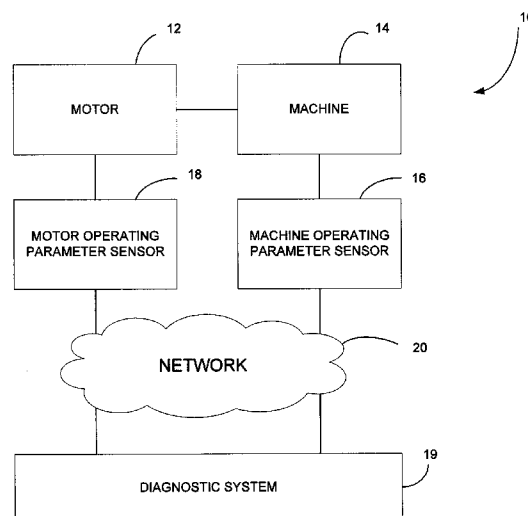 10
12
14
MOTOR
MACHINE
18
16
MOTOR OPERATING
PARAMETER SENSOR
MACHINE OPERATING
PARAMETER SENSOR
20
NETWORK
19
DIAGNOSTIC SYSTEM